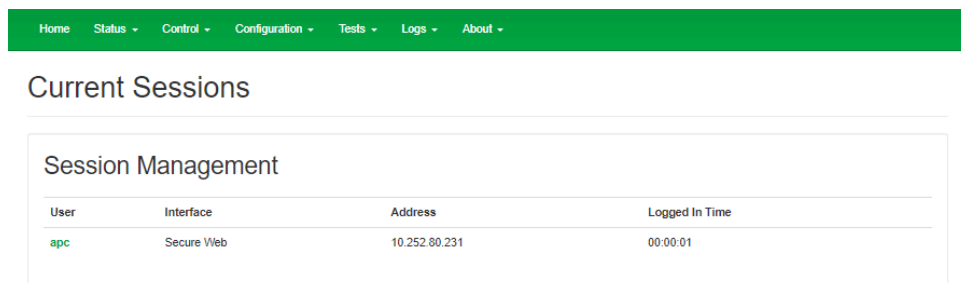 Home Status Control Configuration Tests Logs About
Current Sessions
Session Management
User Interface Address Logged In Time
apc Secure Web 10.252.80.231 00:00:01